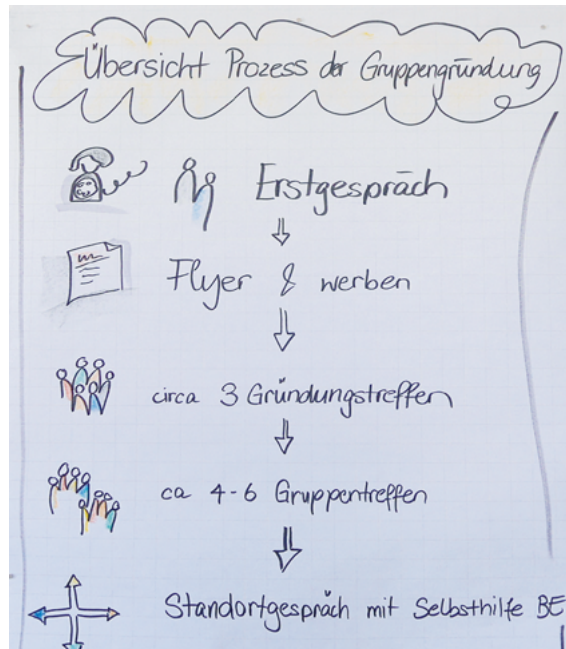 Übersicht Prozess der Gruppengründung
Erstgespräch
Flyer & werben
circa 3 Gründungstreffen
ca 4-6 Gruppentreffen
Standortgespräch mit Selbsthilfe BE